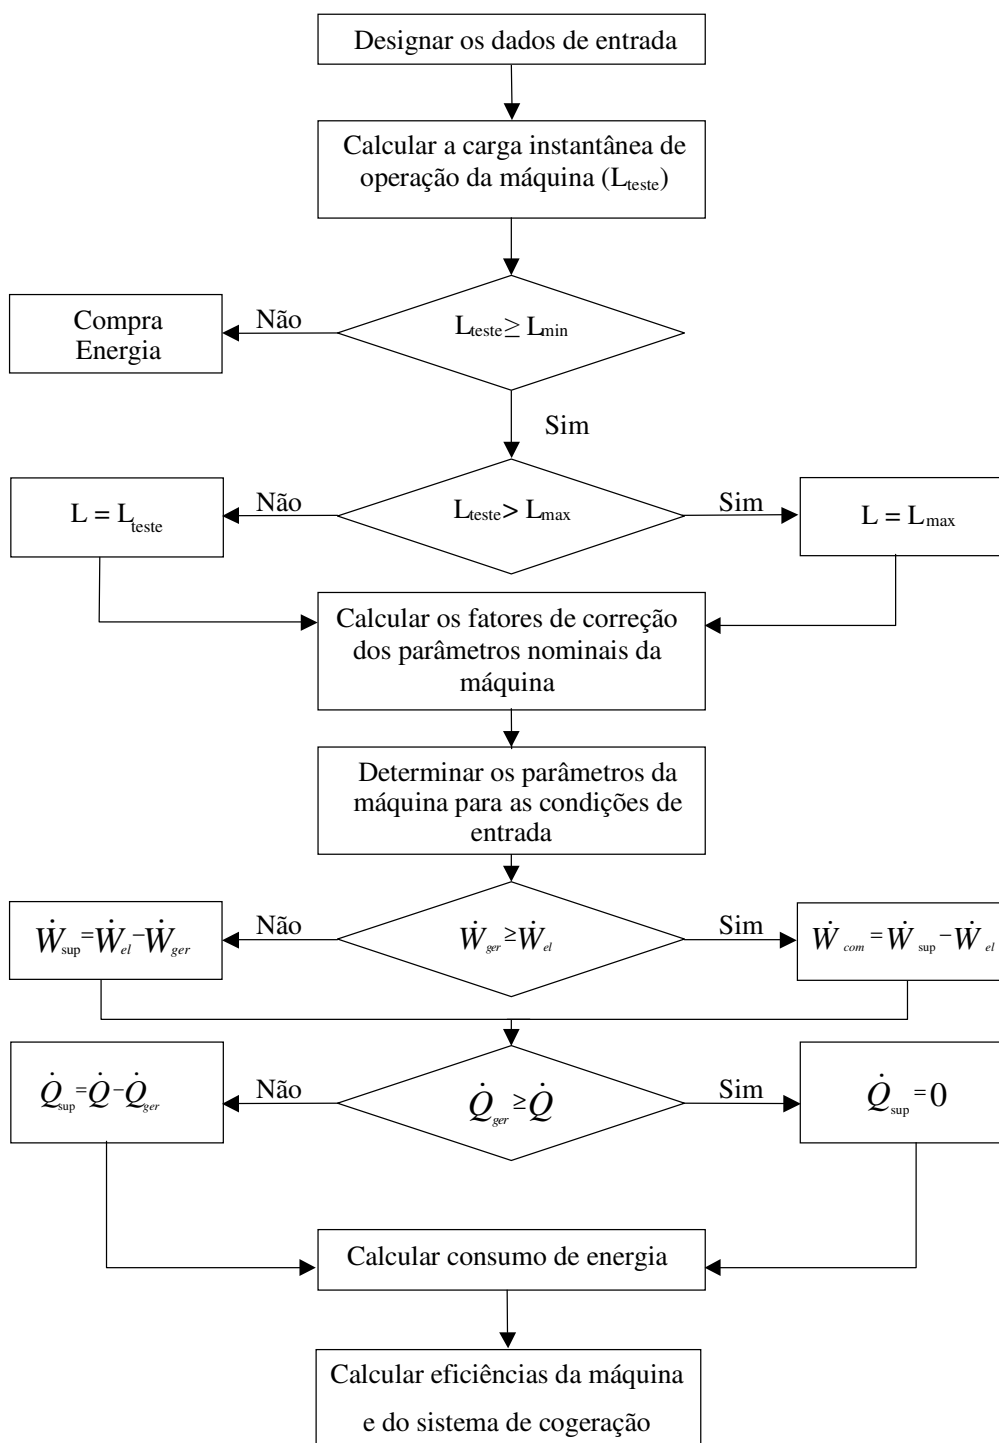 Designar os dados de entrada
Calcular a carga instantânea de
operação da máquina (Lteste)
Lteste ≥ Lmin
Não
Compra
Energia
Sim
Lteste > Lmax
Não
Sim
L = Lteste
L = Lmax
Calcular os fatores de correção
dos parâmetros nominais da
máquina
Determinar os parâmetros da
máquina para as condições de
entrada
Ẇger ≥ Ẇel
Não
Sim
Ẇsup = Ẇel − Ẇger
Ẇcom = Ẇsup − Ẇel
Q̇ger ≥ Q̇
Não
Sim
Q̇sup = Q̇ − Q̇ger
Q̇sup = 0
Calcular consumo de energia
Calcular eficiências da máquina
e do sistema de cogeração